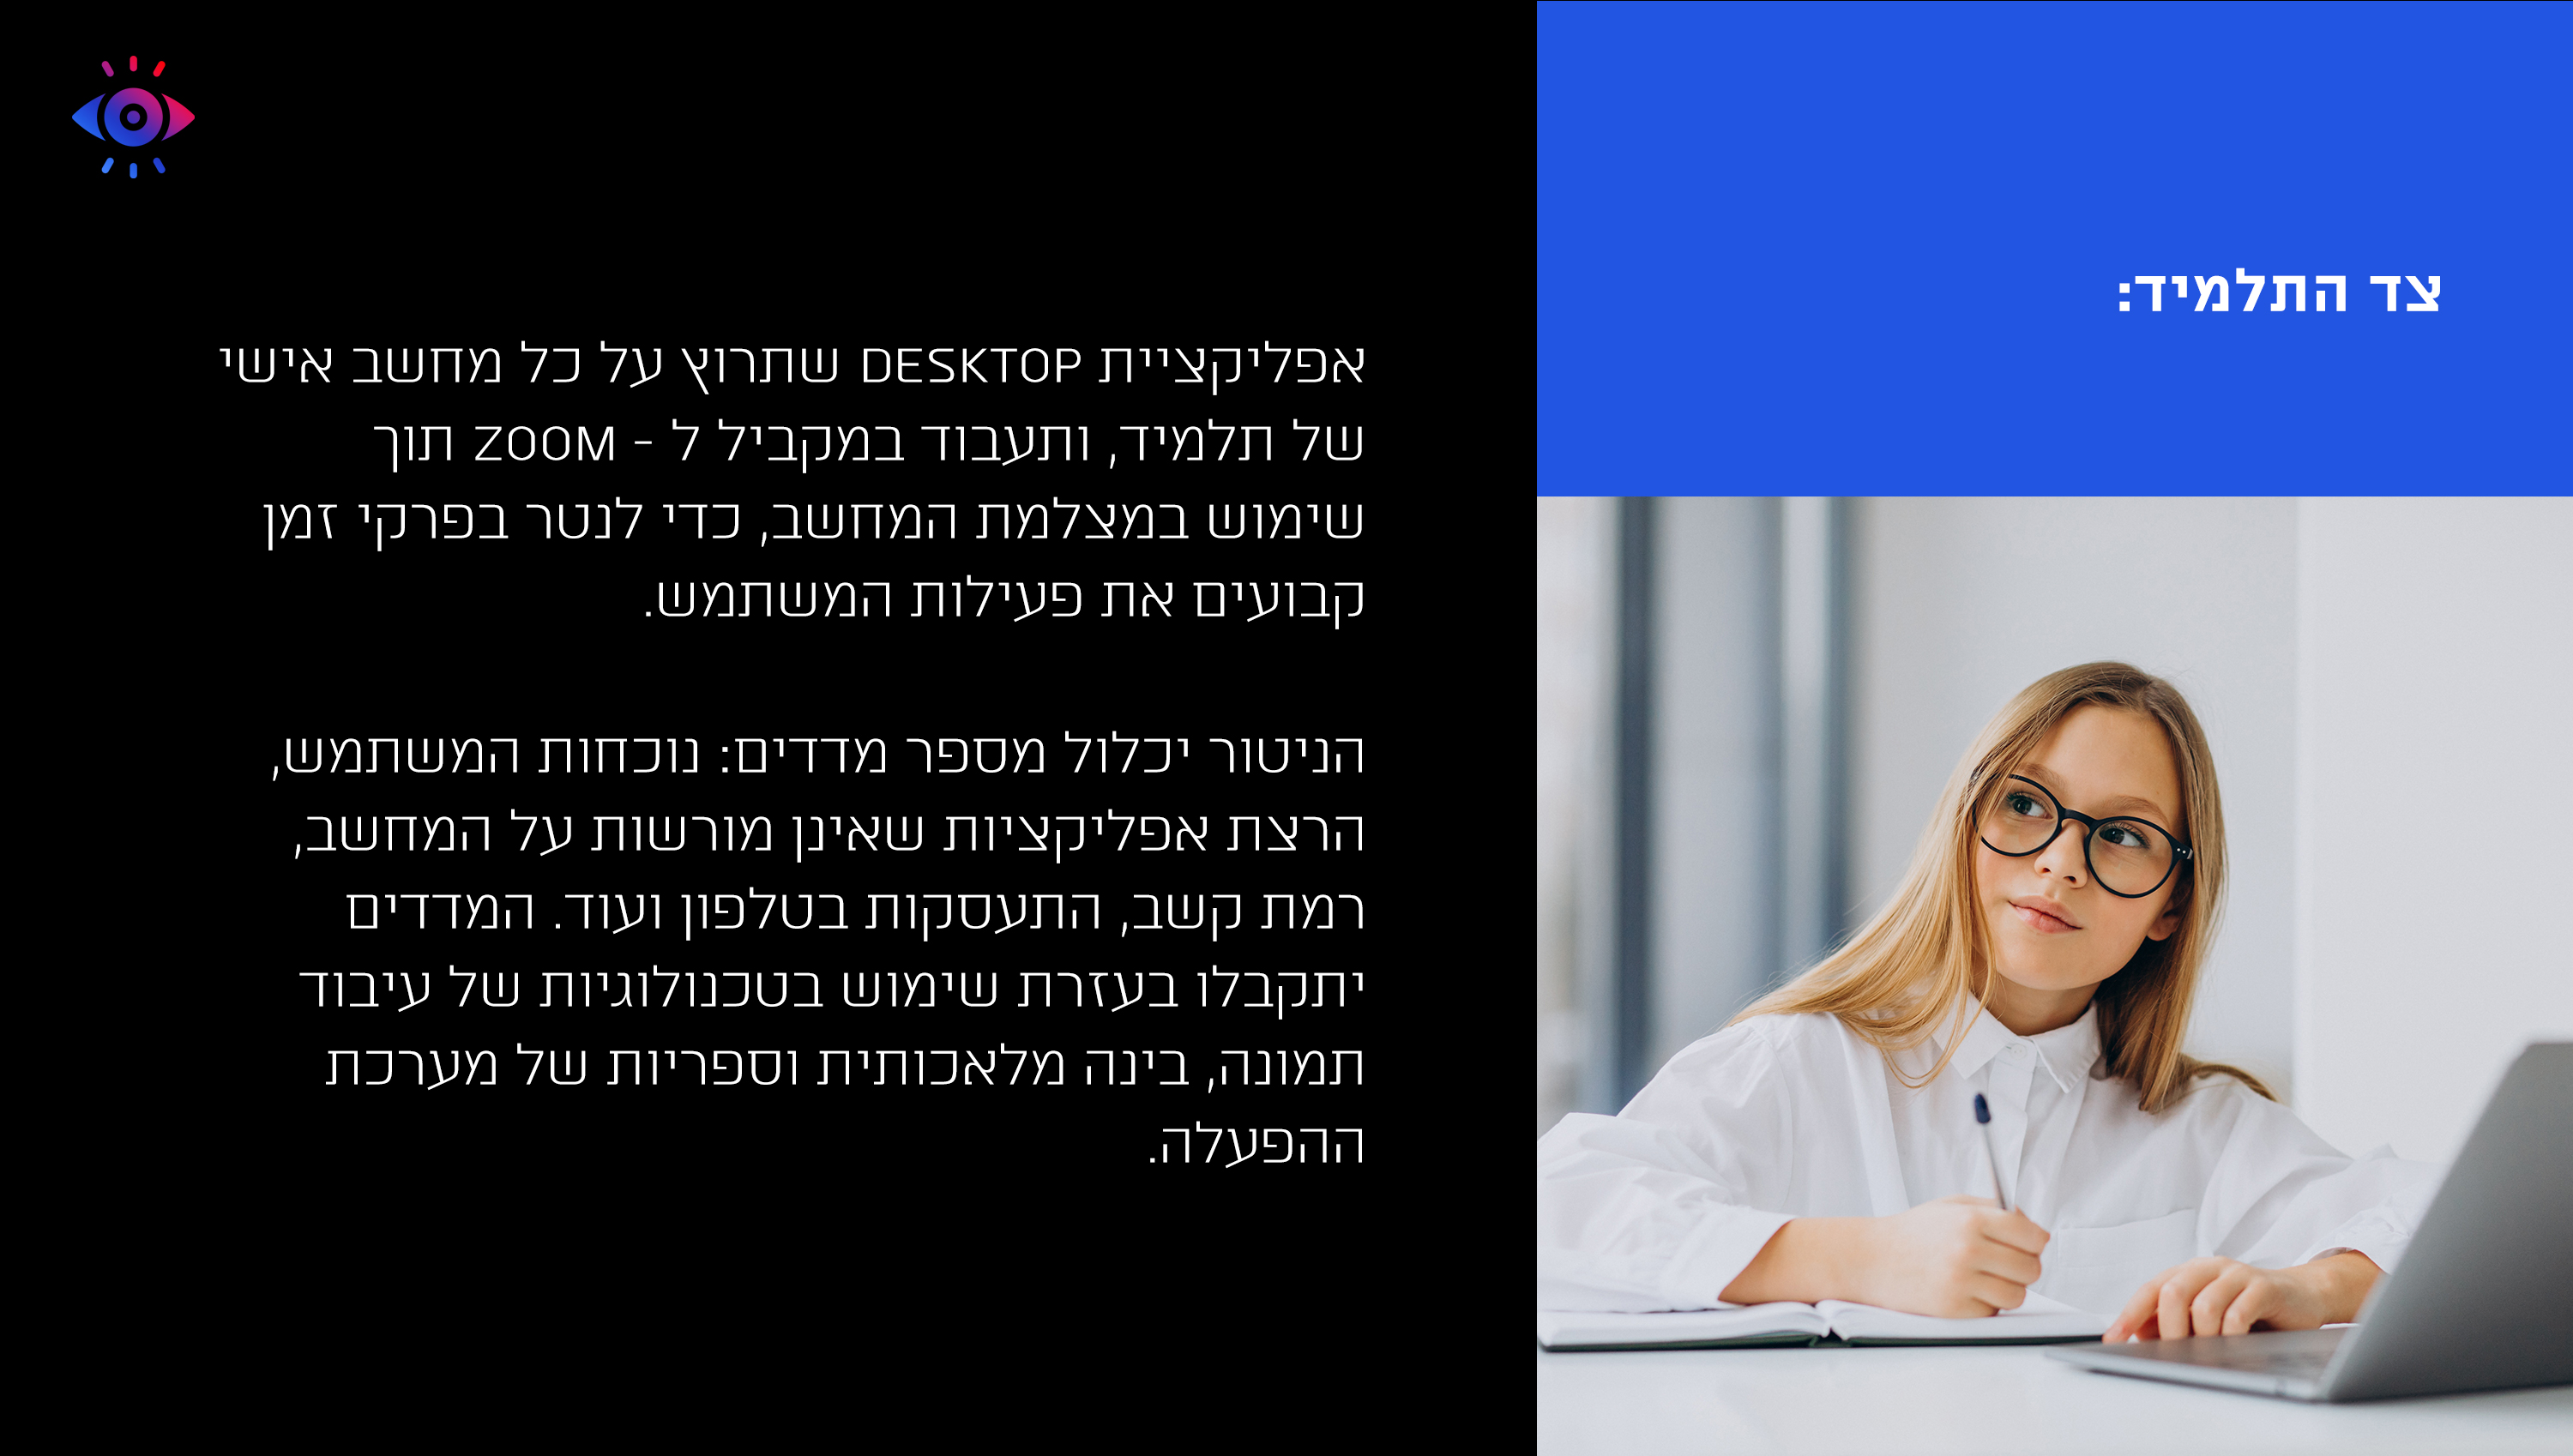 צד התלמיד:
אפליקציית DESKTOP שתרוץ על כל מחשב אישי
של תלמיד, ותעבוד במקביל ל - ZOOM תוך
שימוש במצלמת המחשב, כדי לנטר בפרקי זמן
קבועים את פעילות המשתמש.
הניטור יכלול מספר מדדים: נוכחות המשתמש,
הרצת אפליקציות שאינן מורשות על המחשב,
רמת קשב, התעסקות בטלפון ועוד. המדדים
יתקבלו בעזרת שימוש בטכנולוגיות של עיבוד
תמונה, בינה מלאכותית וספריות של מערכת
ההפעלה.